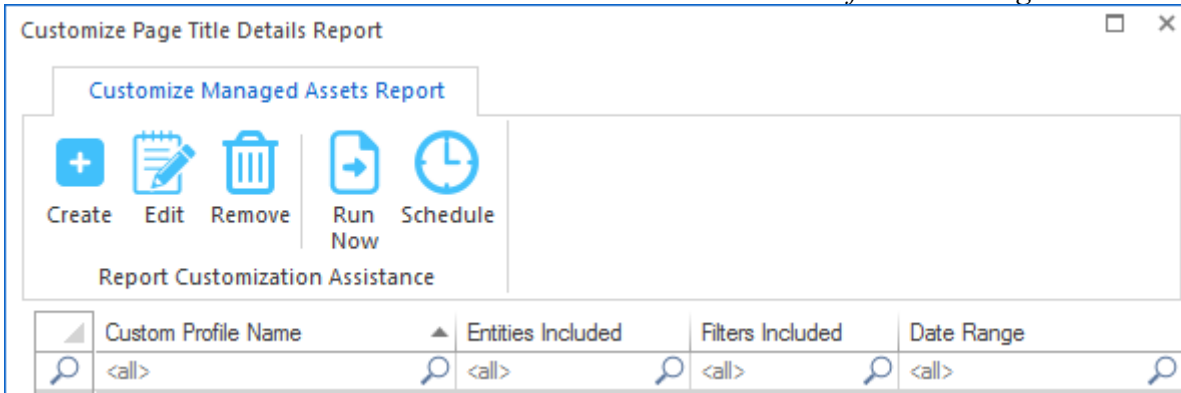 Customize Page Title Details Report
Customize Managed Assets Report
Create Edit Remove Run Now Schedule
Report Customization Assistance
Custom Profile Name Entities Included Filters Included Date Range
<all> <all> <all> <all>